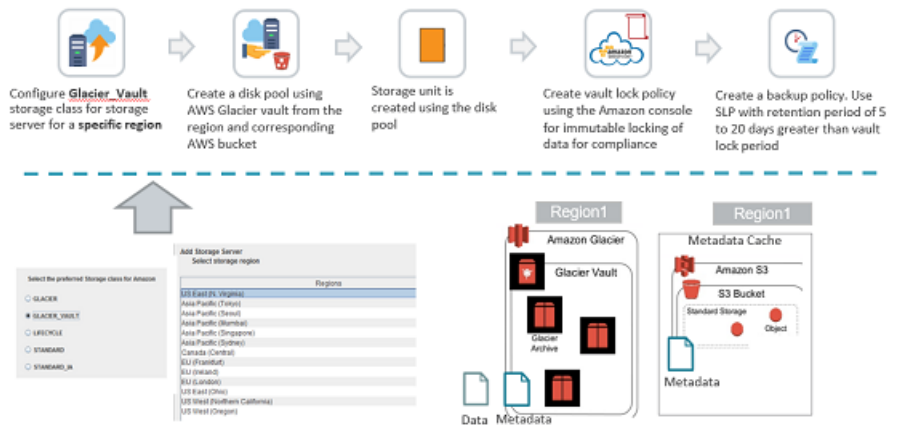 Configure Glacier_Vault
storage class for storage
server for a specific region
Create a disk pool using
AWS Glacier vault from the
region and corresponding
AWS bucket
Storage unit is
created using the disk
pool
amazon
Create vault lock policy
using the Amazon console
for immutable locking of
data for compliance
Create a backup policy. Use
SLP with retention period of 5
to 20 days greater than vault
lock period
Select the preferred Storage class for Amazon
GLACIER
GLACIER_VAULT
LIFECYCLE
STANDARD
STANDARD_IA
Add Storage Server
Select storage region
Regions
US East (N. Virginia)
Asia Pacific (Tokyo)
Asia Pacific (Seoul)
Asia Pacific (Mumbai)
Asia Pacific (Singapore)
Asia Pacific (Sydney)
Canada (Central)
EU (Frankfurt)
EU (Ireland)
EU (London)
US East (Ohio)
US West (Northern California)
US West (Oregon)
Region1
Amazon Glacier
Glacier Vault
Glacier
Archive
Data
Metadata
Region1
Metadata Cache
Amazon S3
S3 Bucket
Standard Storage
Object
Metadata